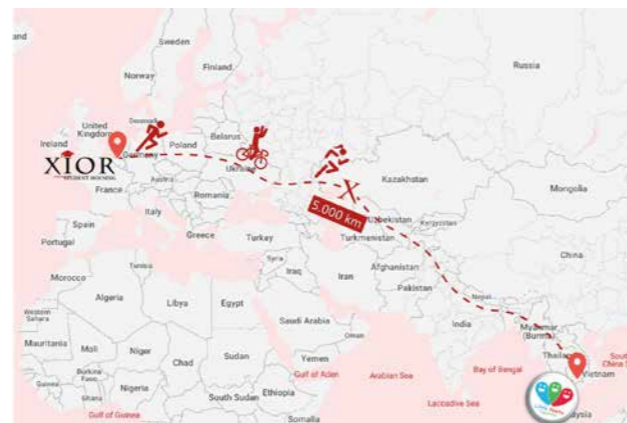 Sweden
Finland
Russia
Norway
United
Kingdom
Denmark
Ireland
Belarus
Poland
Germany
XIOR
STUDENT HOUSING
Ukraine
Kazakhstan
Austria
France
Mongolia
Romania
5.000 km
Italy
Uzbekistan
Kyrgyzstan
Spain
Greece
Turkey
Turkmenistan
Portugal
China
Syria
Afghanistan
Tunisia
Iraq
Iran
Morocco
Pakistan
Nepal
Algeria
Libya
Egypt
Western
Sahara
Saudi Arabia
India
Myanmar
(Burma)
Oman
Mauritania
Mali
Niger
Thailand
Sudan
Chad
Yemen
Vietnam
Burkina
Faso
Gulf of Aden
Arabian Sea
Bay of Bengal
Guinea
Nigeria
South Sudan
Ethiopia
Ghana
Laccadive Sea
Gulf of Guinea
Somalia